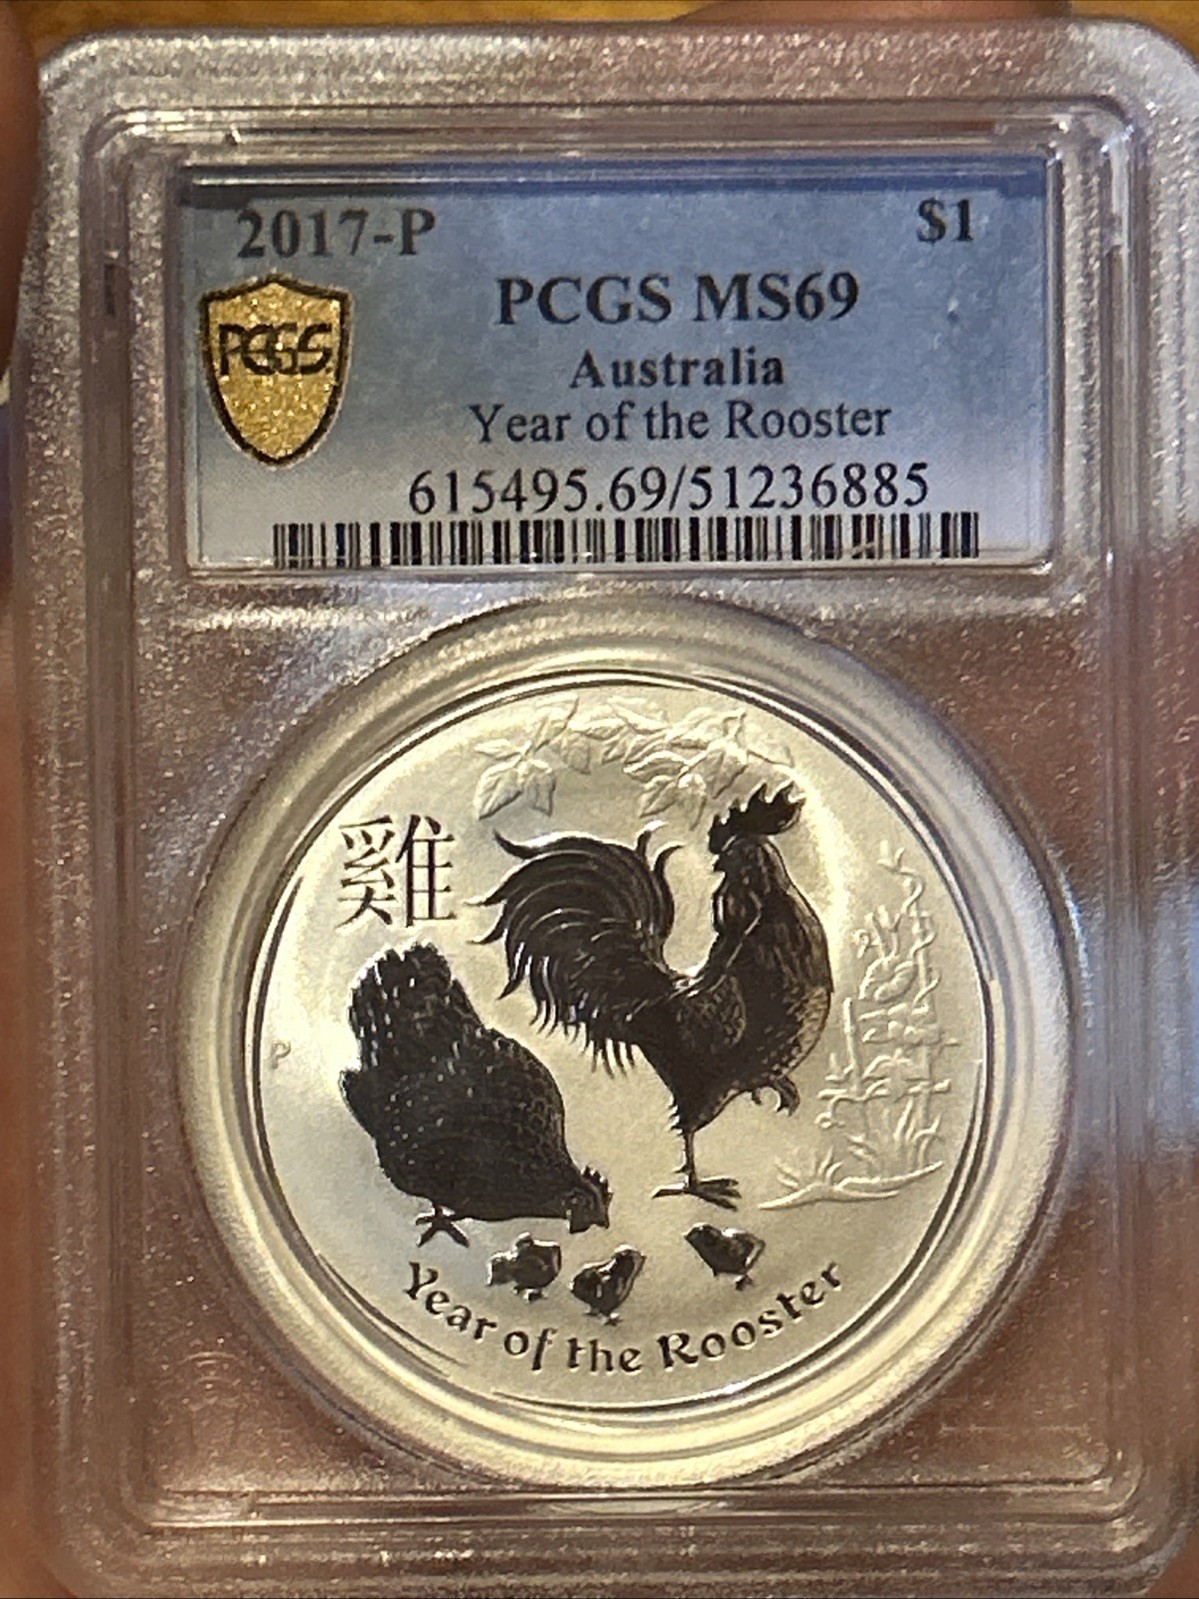 2017-P $1
PCGS MS69
PCGS
Australia
Year of the Rooster
615495.69/51236885
雞
P
Year of the Rooster